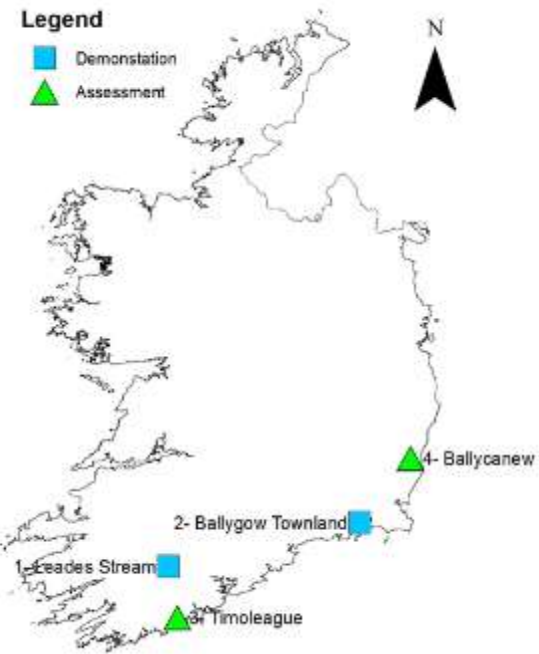 Legend
N
Demonstation
Assessment
4- Ballycanew
2- Ballygow Townland
1- Leades Stream
3- Timoleague